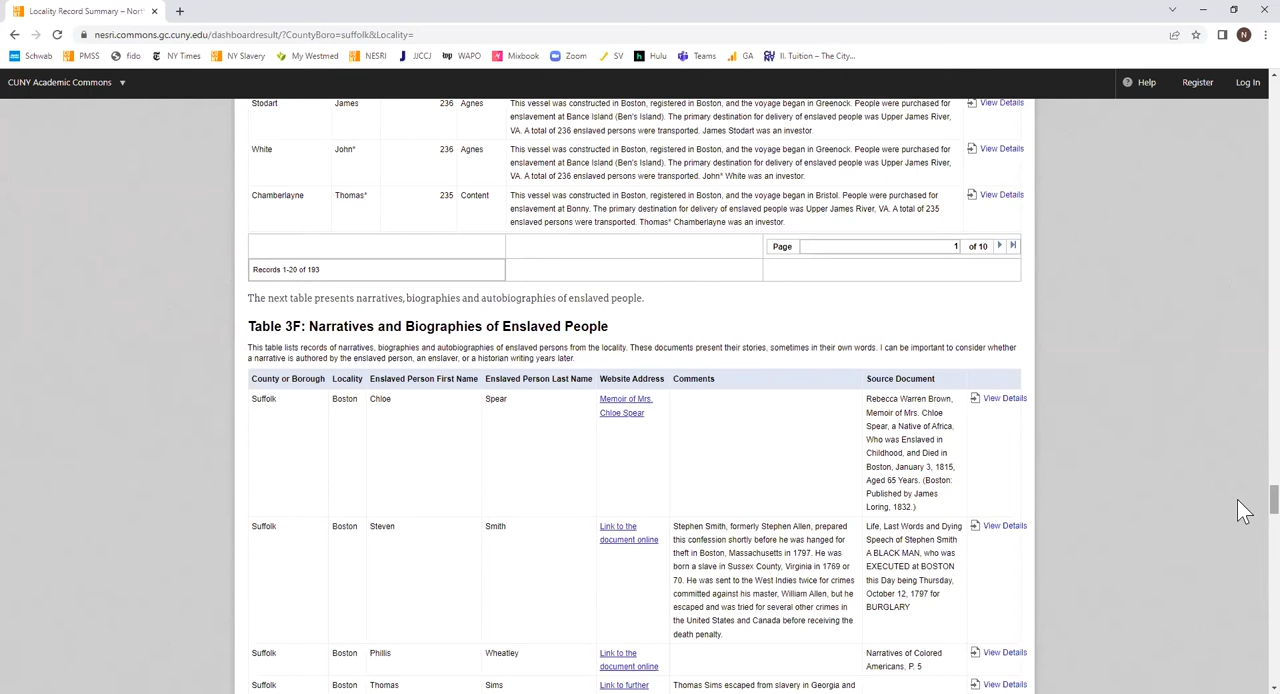 Locality Record Summary – Nort
nesri.commons.gc.cuny.edu/dashboardresult/?CountyBoro=suffolk&Locality=
N
Schwab PMSS fido NY Times NY Slavery My Westmed NESRI JJCCJ WAPO Mixbook Zoom SV Hulu Teams GA II. Tuition – The City...
CUNY Academic Commons Help Register Log In
Stodart James 236 Agnes This vessel was constructed in Boston, registered in Boston, and the voyage began in Greenock. People were purchased for View Details
enslavement at Bance Island (Ben's Island). The primary destination for delivery of enslaved people was Upper James River,
VA. A total of 236 enslaved persons were transported. James Stodart was an investor.
White John* 236 Agnes This vessel was constructed in Boston, registered in Boston, and the voyage began in Greenock. People were purchased for View Details
enslavement at Bance Island (Ben's Island). The primary destination for delivery of enslaved people was Upper James River,
VA. A total of 236 enslaved persons were transported. John* White was an investor.
Chamberlayne Thomas* 235 Content This vessel was constructed in Boston, registered in Boston, and the voyage began in Bristol. People were purchased for View Details
enslavement at Bonny. The primary destination for delivery of enslaved people was Upper James River, VA. A total of 235
enslaved persons were transported. Thomas* Chamberlayne was an investor.
Page 1 of 10
Records 1-20 of 193
The next table presents narratives, biographies and autobiographies of enslaved people.
Table 3F: Narratives and Biographies of Enslaved People
This table lists records of narratives, biographies and autobiographies of enslaved persons from the locality. These documents present their stories, sometimes in their own words. I can be important to consider whether
a narrative is authored by the enslaved person, an enslaver, or a historian writing years later.
County or Borough Locality Enslaved Person First Name Enslaved Person Last Name Website Address Comments Source Document
Suffolk Boston Chloe Spear Memoir of Mrs. Rebecca Warren Brown, View Details
Chloe Spear Memoir of Mrs. Chloe
Spear, a Native of Africa,
Who was Enslaved in
Childhood, and Died in
Boston, January 3, 1815,
Aged 65 Years. (Boston:
Published by James
Loring, 1832.)
Suffolk Boston Steven Smith Link to the Stephen Smith, formerly Stephen Allen, prepared Life, Last Words and Dying View Details
document online this confession shortly before he was hanged for Speech of Stephen Smith
theft in Boston, Massachusetts in 1797. He was A BLACK MAN, who was
born a slave in Sussex County, Virginia in 1769 or EXECUTED at BOSTON
70. He was sent to the West Indies twice for crimes this Day being Thursday,
committed against his master, William Allen, but he October 12, 1797 for
escaped and was tried for several other crimes in BURGLARY
the United States and Canada before receiving the
death penalty.
Suffolk Boston Phillis Wheatley Link to the Narratives of Colored View Details
document online Americans, P. 5
Suffolk Boston Thomas Sims Link to further Thomas Sims escaped from slavery in Georgia and View Details